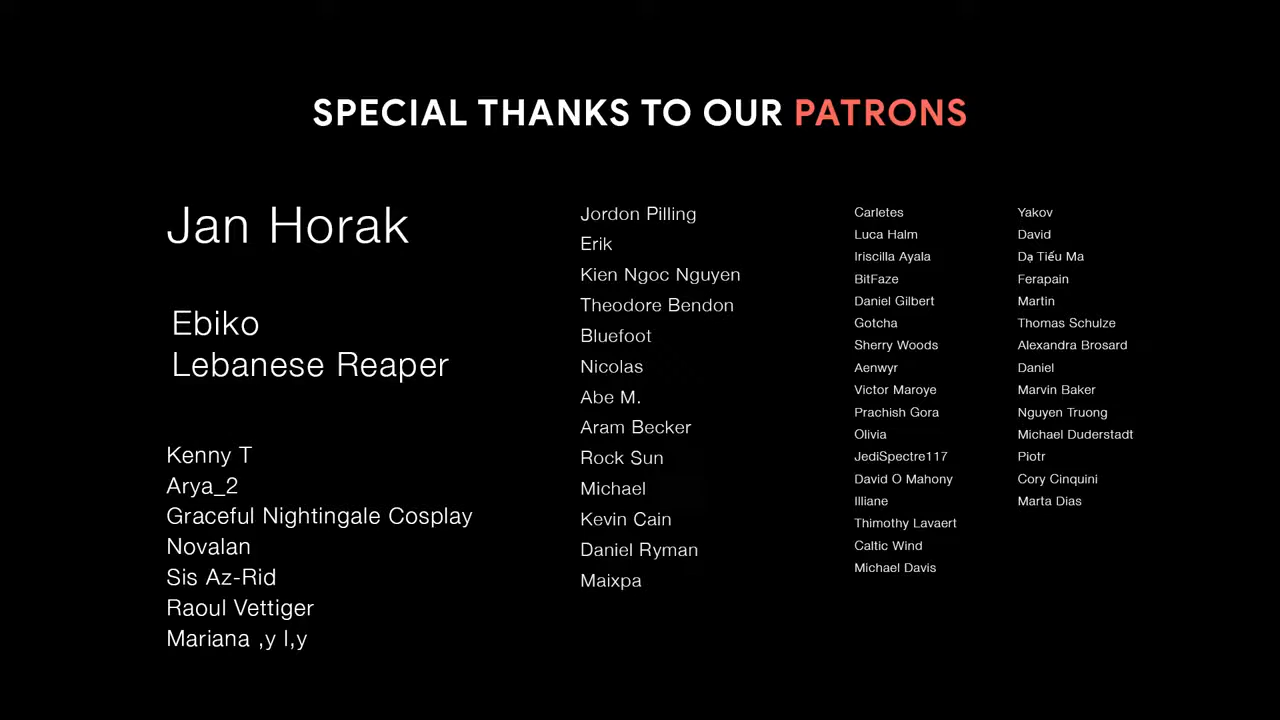 SPECIAL THANKS TO OUR PATRONS
Jan Horak
Ebiko
Lebanese Reaper
Kenny T
Arya_2
Graceful Nightingale Cosplay
Novalan
Sis Az-Rid
Raoul Vettiger
Mariana ,y l,y
Jordon Pilling
Erik
Kien Ngoc Nguyen
Theodore Bendon
Bluefoot
Nicolas
Abe M.
Aram Becker
Rock Sun
Michael
Kevin Cain
Daniel Ryman
Maixpa
Carletes
Luca Halm
Iriscilla Ayala
BitFaze
Daniel Gilbert
Gotcha
Sherry Woods
Aenwyr
Victor Maroye
Prachish Gora
Olivia
JediSpectre117
David O Mahony
Illiane
Thimothy Lavaert
Caltic Wind
Michael Davis
Yakov
David
Dạ Tiểu Ma
Ferapain
Martin
Thomas Schulze
Alexandra Brosard
Daniel
Marvin Baker
Nguyen Truong
Michael Duderstadt
Piotr
Cory Cinquini
Marta Dias